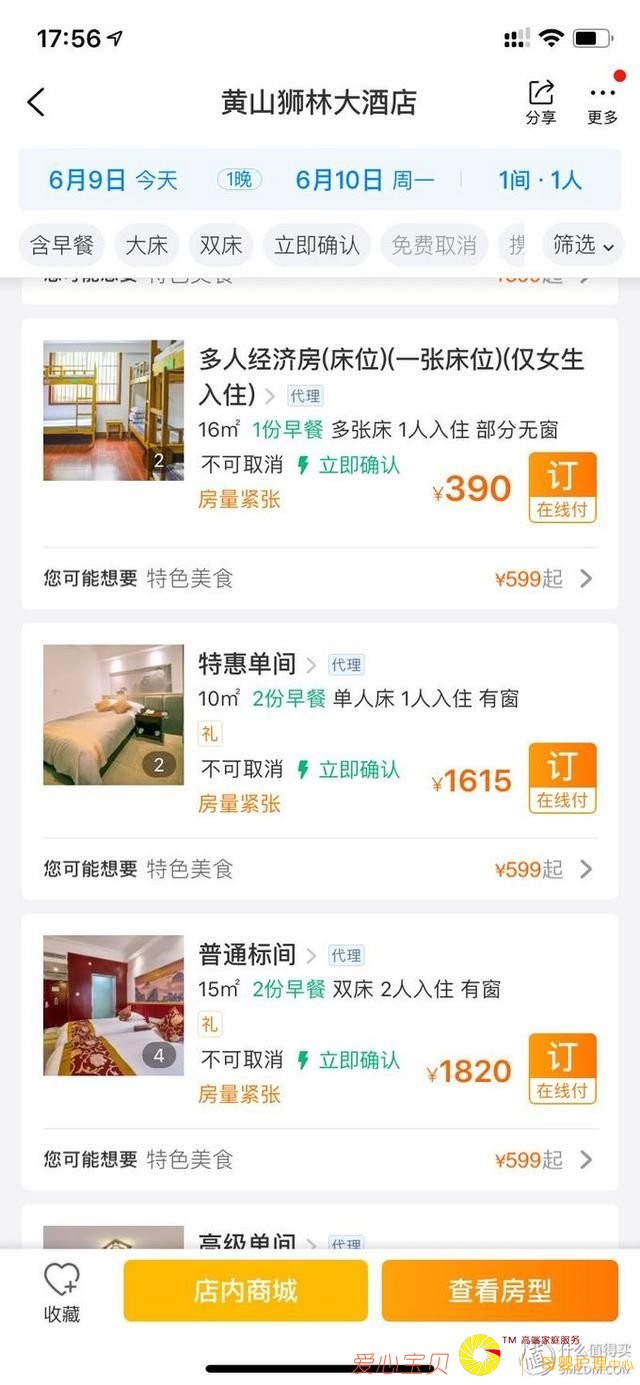 17:56
黄山狮林大酒店
分享
更多
6月9日 今天 1晚 6月10日 周一 1间 · 1人
含早餐 大床 双床 立即确认 免费取消 携 筛选
您可能想要 特色美食
多人经济房(床位)(一张床位)(仅女生
入住) 代理
16㎡ 1份早餐 多张床 1人入住 部分无窗
2
不可取消 立即确认
¥390
订
在线付
房量紧张
您可能想要 特色美食 ¥599起
特惠单间 代理
10㎡ 2份早餐 单人床 1人入住 有窗
礼
2
不可取消 立即确认
¥1615
订
在线付
房量紧张
您可能想要 特色美食 ¥599起
普通标间 代理
15㎡ 2份早餐 双床 2人入住 有窗
礼
4
不可取消 立即确认
¥1820
订
在线付
房量紧张
您可能想要 特色美食 ¥599起
高级单间 代理
收藏
店内商城
查看房型
爱心宝贝
TM 高端家庭服务
母婴护理中心
值 什么值得买
SMZDM.COM